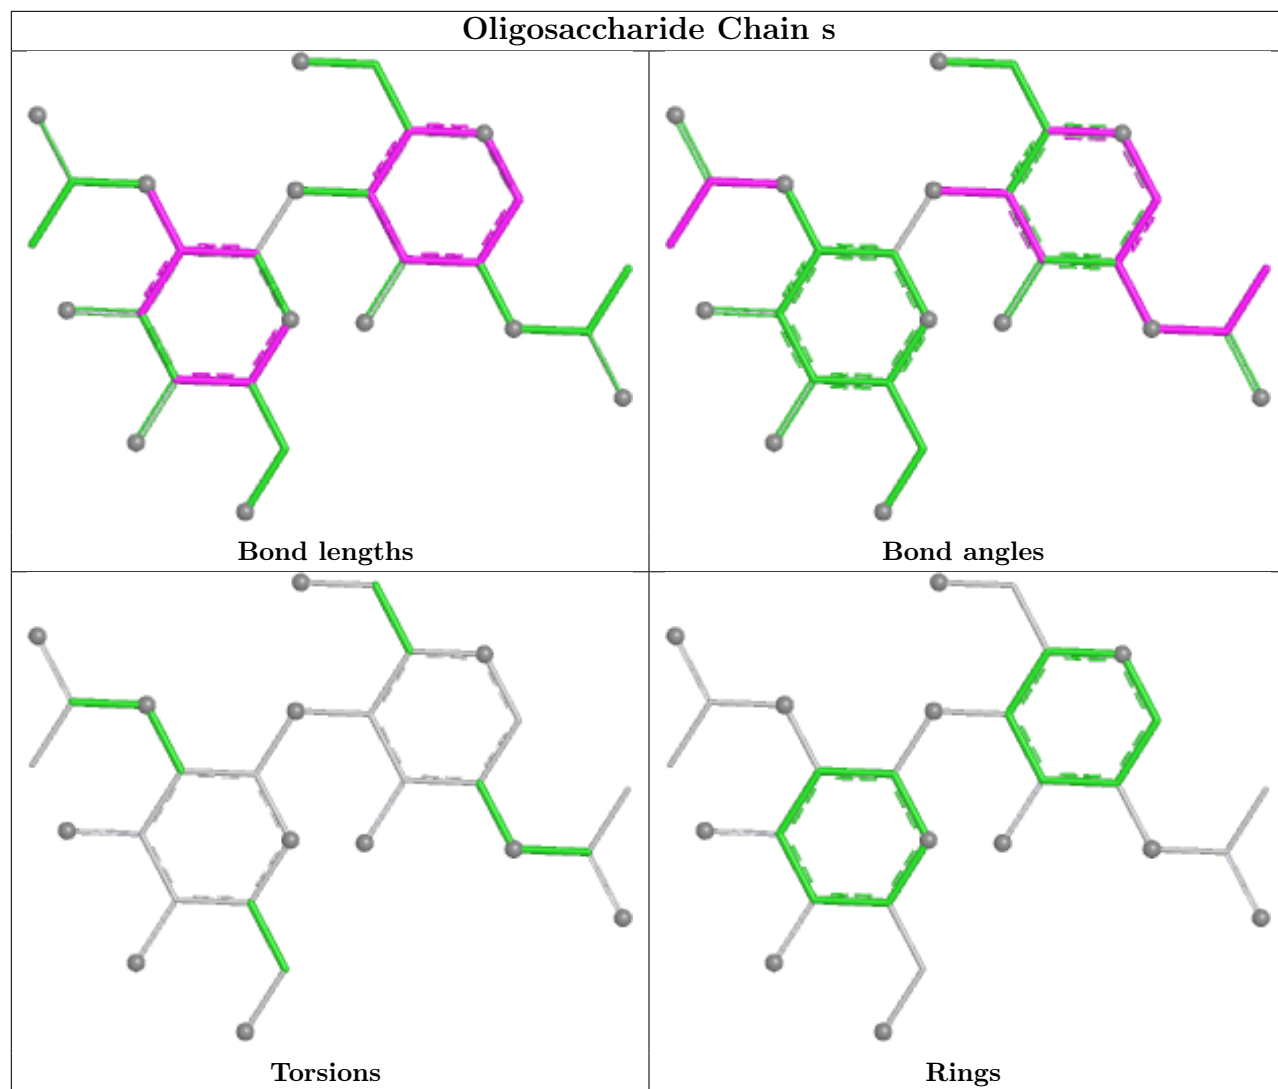 Oligosaccharide Chain s
Bond lengths
Bond angles
Torsions
Rings